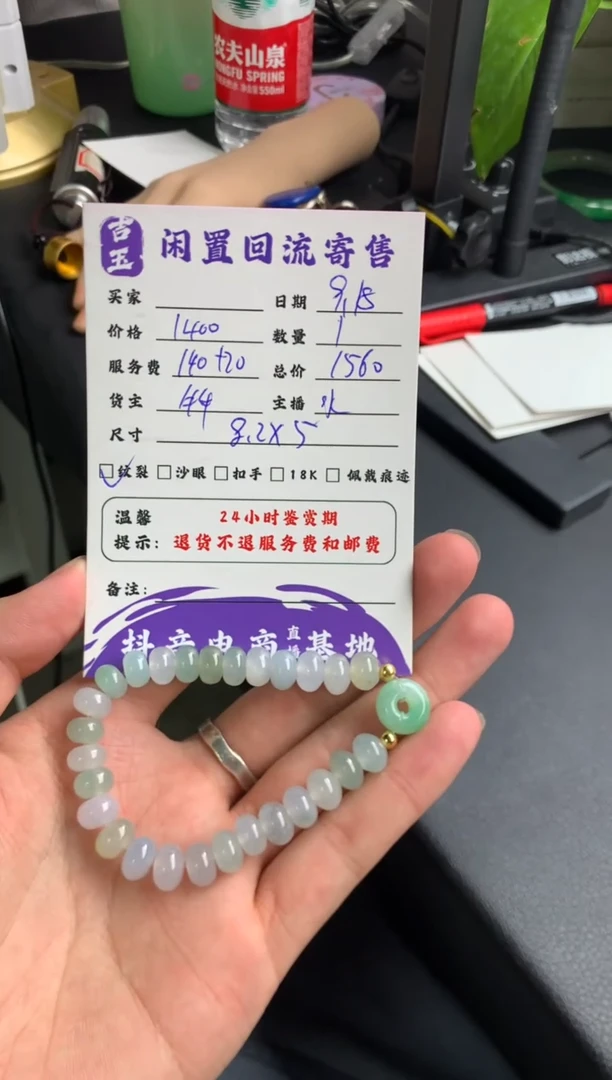 农夫山泉
NONGFU SPRING
550ml
吉玉
闲置回流寄售
买家 日期 9.18
价格 1400 数量 1
服务费 140+20 总价 1560
货主 主播
尺寸 8.2X5
☑纹裂 □沙眼 □扣手 □18K □佩戴痕迹
温馨 24小时鉴赏期
提示: 退货不退服务费和邮费
备注:
抖音电商直播基地